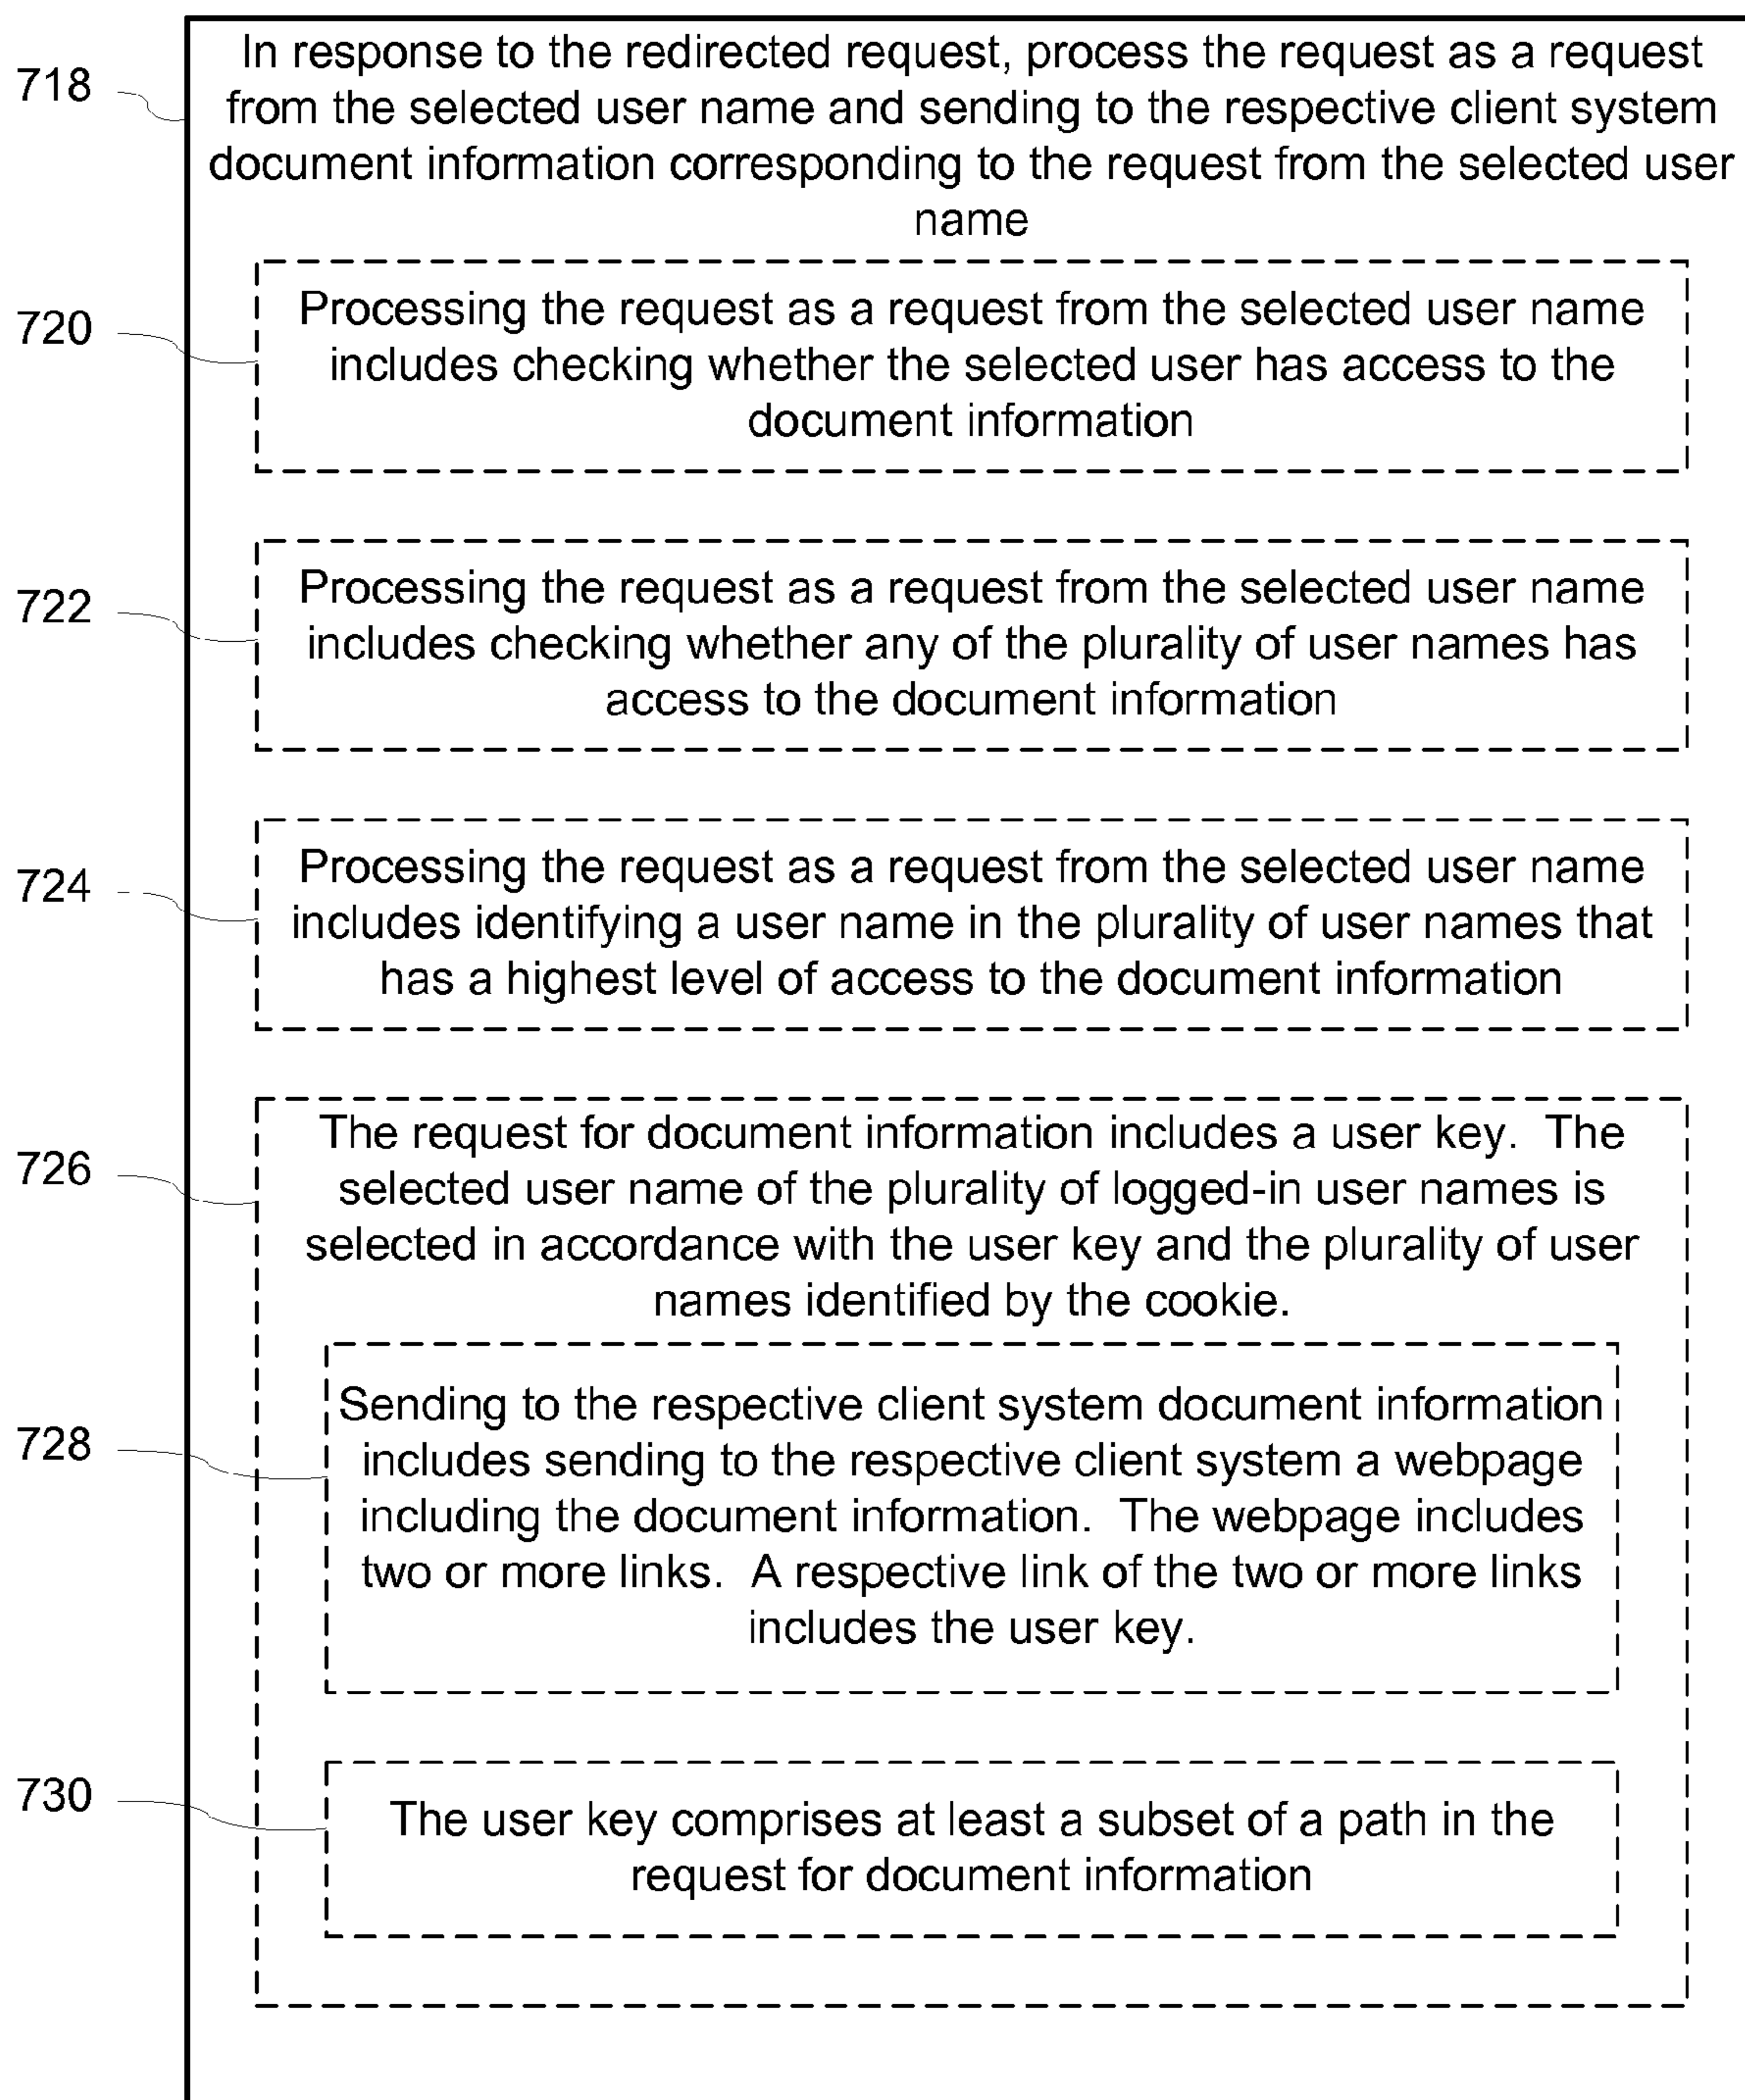 718
In response to the redirected request, process the request as a request
from the selected user name and sending to the respective client system
document information corresponding to the request from the selected user
name
720
Processing the request as a request from the selected user name
includes checking whether the selected user has access to the
document information
722
Processing the request as a request from the selected user name
includes checking whether any of the plurality of user names has
access to the document information
724
Processing the request as a request from the selected user name
includes identifying a user name in the plurality of user names that
has a highest level of access to the document information
726
The request for document information includes a user key. The
selected user name of the plurality of logged-in user names is
selected in accordance with the user key and the plurality of user
names identified by the cookie.
728
Sending to the respective client system document information
includes sending to the respective client system a webpage
including the document information. The webpage includes
two or more links. A respective link of the two or more links
includes the user key.
730
The user key comprises at least a subset of a path in the
request for document information